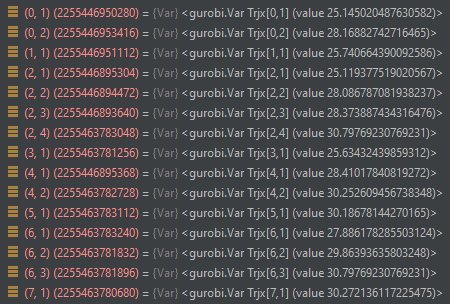 (0, 1) (2255446950280) = {Var} <gurobi.Var Trjx[0,1] (value 25.145020487630582)>
(0, 2) (2255446953416) = {Var} <gurobi.Var Trjx[0,2] (value 28.16882742716465)>
(1, 1) (2255446951112) = {Var} <gurobi.Var Trjx[1,1] (value 25.740664390092586)>
(2, 1) (2255446895304) = {Var} <gurobi.Var Trjx[2,1] (value 25.119377519020567)>
(2, 2) (2255446894472) = {Var} <gurobi.Var Trjx[2,2] (value 28.086787081938237)>
(2, 3) (2255446893640) = {Var} <gurobi.Var Trjx[2,3] (value 28.373887434316476)>
(2, 4) (2255463783048) = {Var} <gurobi.Var Trjx[2,4] (value 30.79769230769231)>
(3, 1) (2255463781256) = {Var} <gurobi.Var Trjx[3,1] (value 25.63432439859312)>
(4, 1) (2255446895368) = {Var} <gurobi.Var Trjx[4,1] (value 28.41017840819272)>
(4, 2) (2255463782728) = {Var} <gurobi.Var Trjx[4,2] (value 30.252609456738348)>
(5, 1) (2255463783112) = {Var} <gurobi.Var Trjx[5,1] (value 30.18678144270165)>
(6, 1) (2255463783240) = {Var} <gurobi.Var Trjx[6,1] (value 27.886178285503124)>
(6, 2) (2255463781832) = {Var} <gurobi.Var Trjx[6,2] (value 29.86393635803248)>
(6, 3) (2255463781896) = {Var} <gurobi.Var Trjx[6,3] (value 30.79769230769231)>
(7, 1) (2255463780680) = {Var} <gurobi.Var Trjx[7,1] (value 30.272136117225475)>